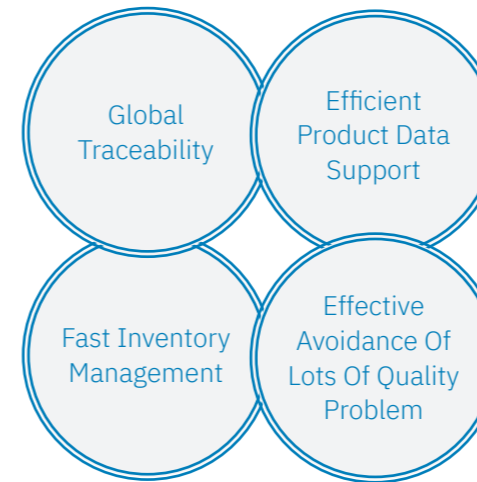 Global
Traceability
Efficient
Product Data
Support
Fast Inventory
Management
Effective
Avoidance Of
Lots Of Quality
Problem